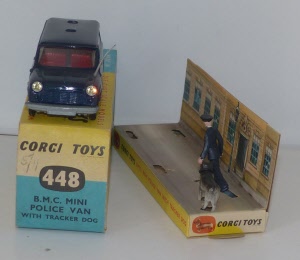 CORGI TOYS
448
B.M.C. MINI
POLICE VAN
WITH TRACKER DOG
CORGI TOYS